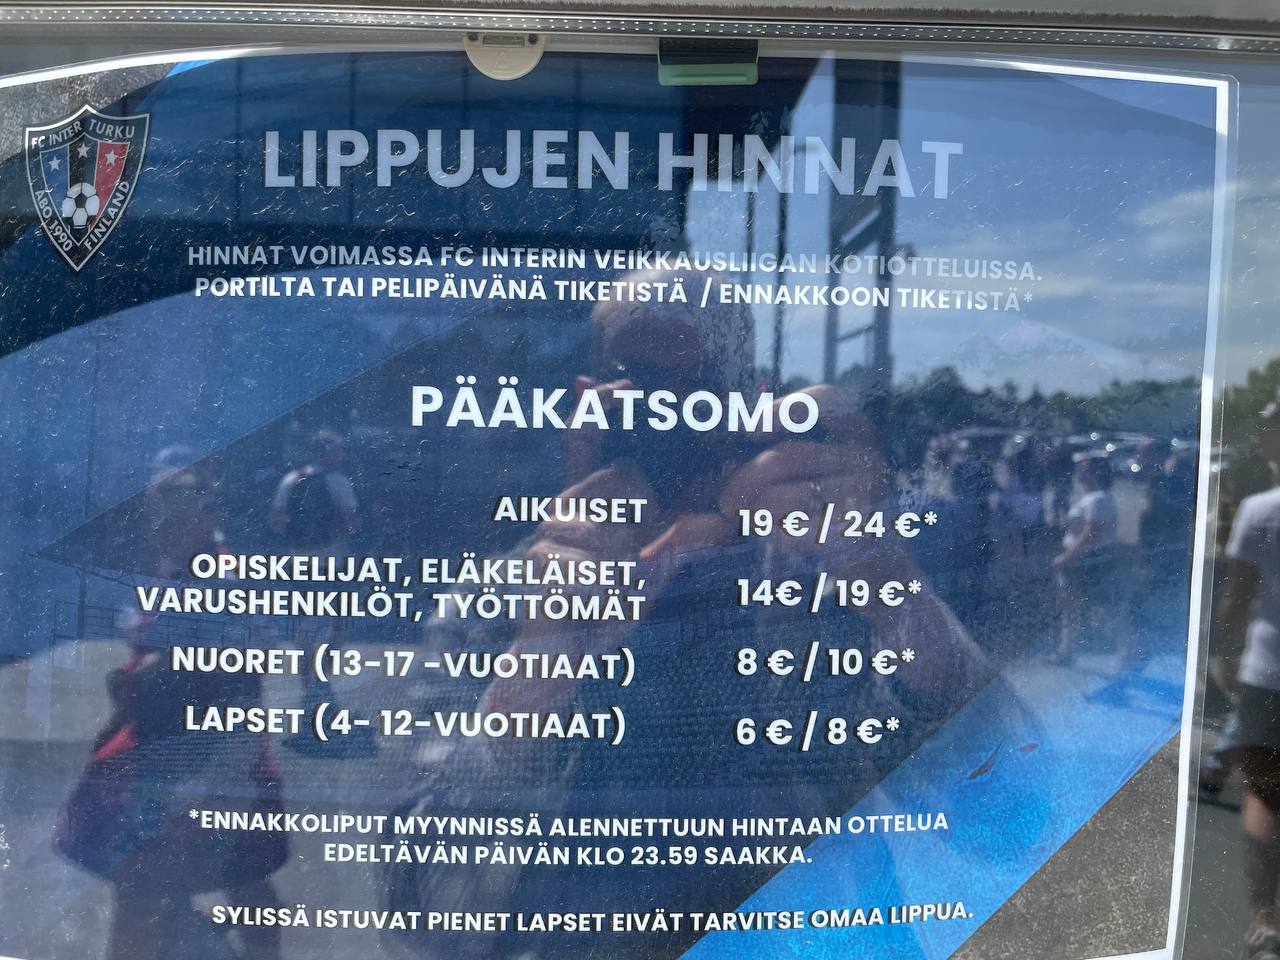 FC INTER TURKU
ÅBO 1990 FINLAND
LIPPUJEN HINNAT
HINNAT VOIMASSA FC INTERIN VEIKKAUSLIIGAN KOTIOTTELUISSA.
PORTILTA TAI PELIPÄIVÄNÄ TIKETISTÄ / ENNAKKOON TIKETISTÄ*
PÄÄKATSOMO
AIKUISET 19 € / 24 €*
OPISKELIJAT, ELÄKELÄISET,
VARUSHENKILÖT, TYÖTTÖMÄT 14€ / 19 €*
NUORET (13-17 -VUOTIAAT) 8 € / 10 €*
LAPSET (4- 12-VUOTIAAT) 6 € / 8 €*
*ENNAKKOLIPUT MYYNNISSÄ ALENNETTUUN HINTAAN OTTELUA
EDELTÄVÄN PÄIVÄN KLO 23.59 SAAKKA.
SYLISSÄ ISTUVAT PIENET LAPSET EIVÄT TARVITSE OMAA LIPPUA.